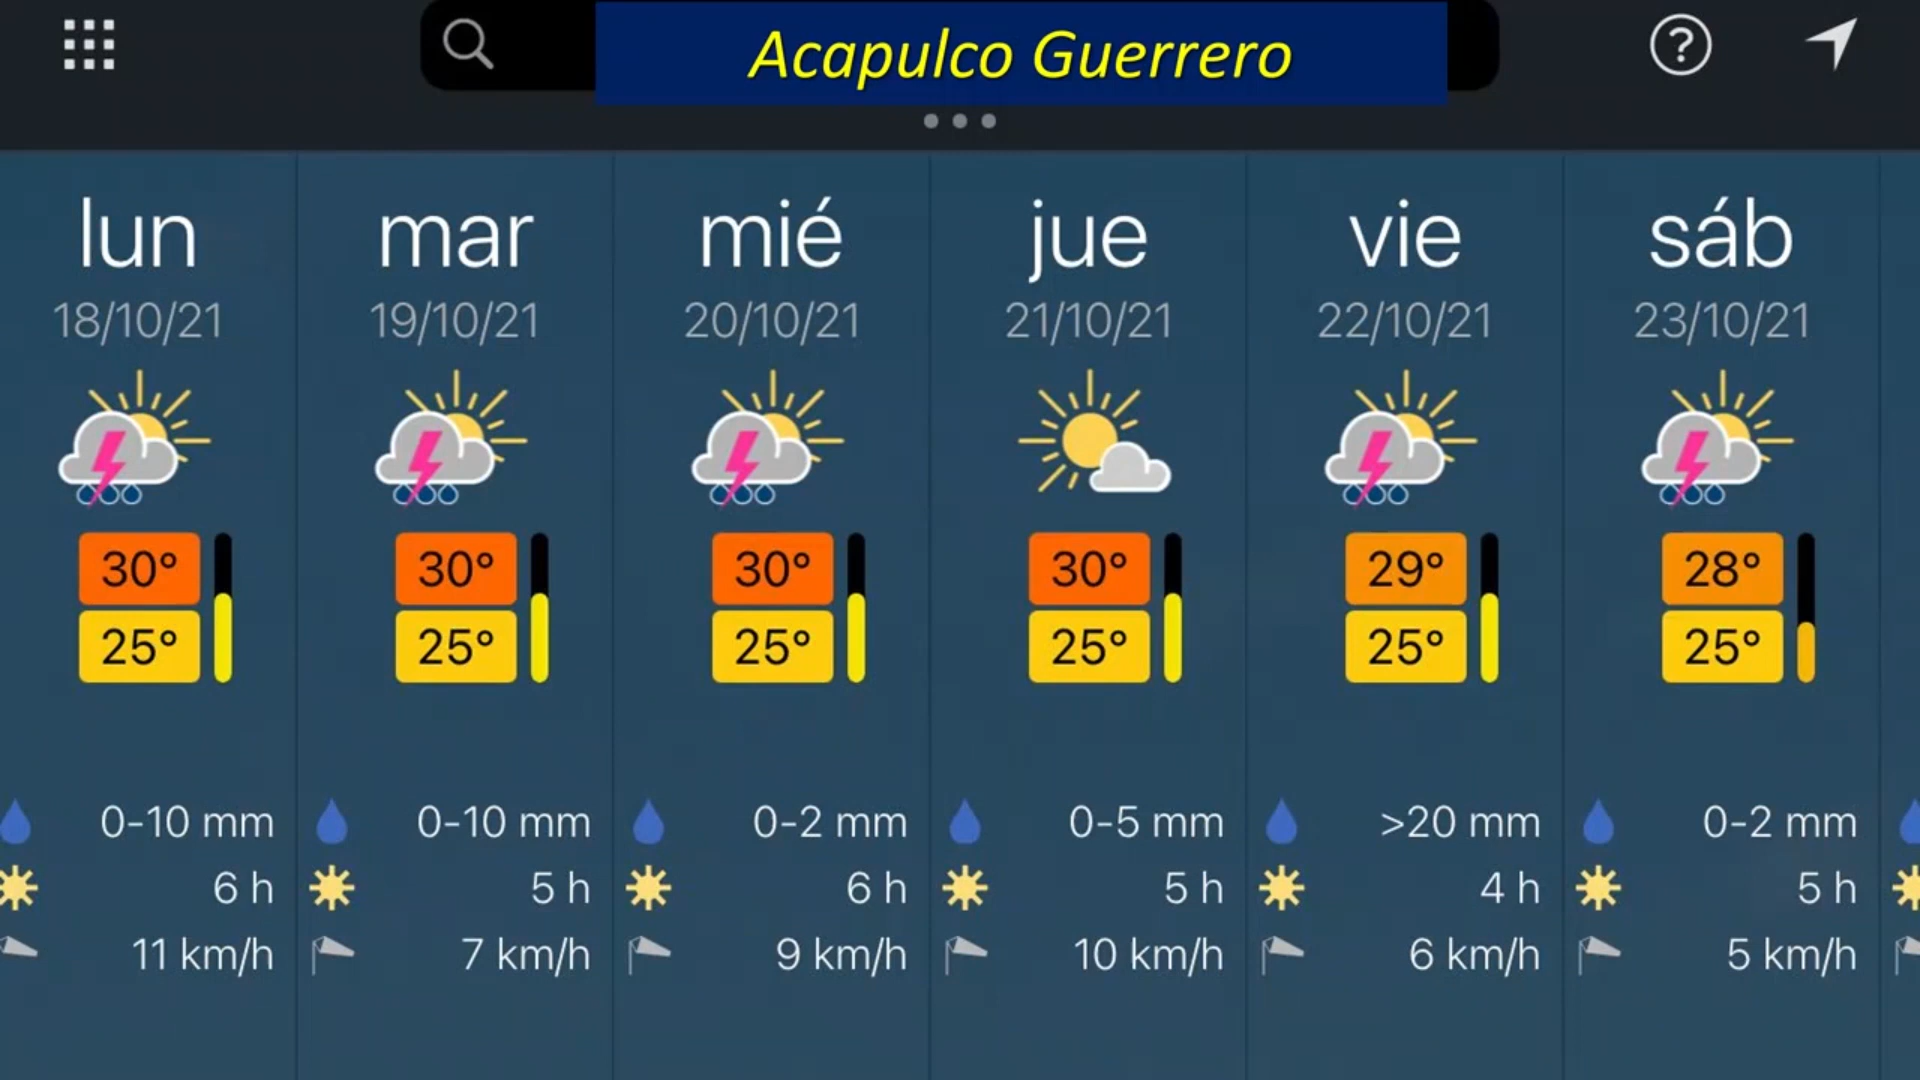 Acapulco Guerrero
lun mar mié jue vie sáb
18/10/21 19/10/21 20/10/21 21/10/21 22/10/21 23/10/21
30° 30° 30° 30° 29° 28°
25° 25° 25° 25° 25° 25°
0-10 mm 0-10 mm 0-2 mm 0-5 mm >20 mm 0-2 mm
6 h 5 h 6 h 5 h 4 h 5 h
11 km/h 7 km/h 9 km/h 10 km/h 6 km/h 5 km/h